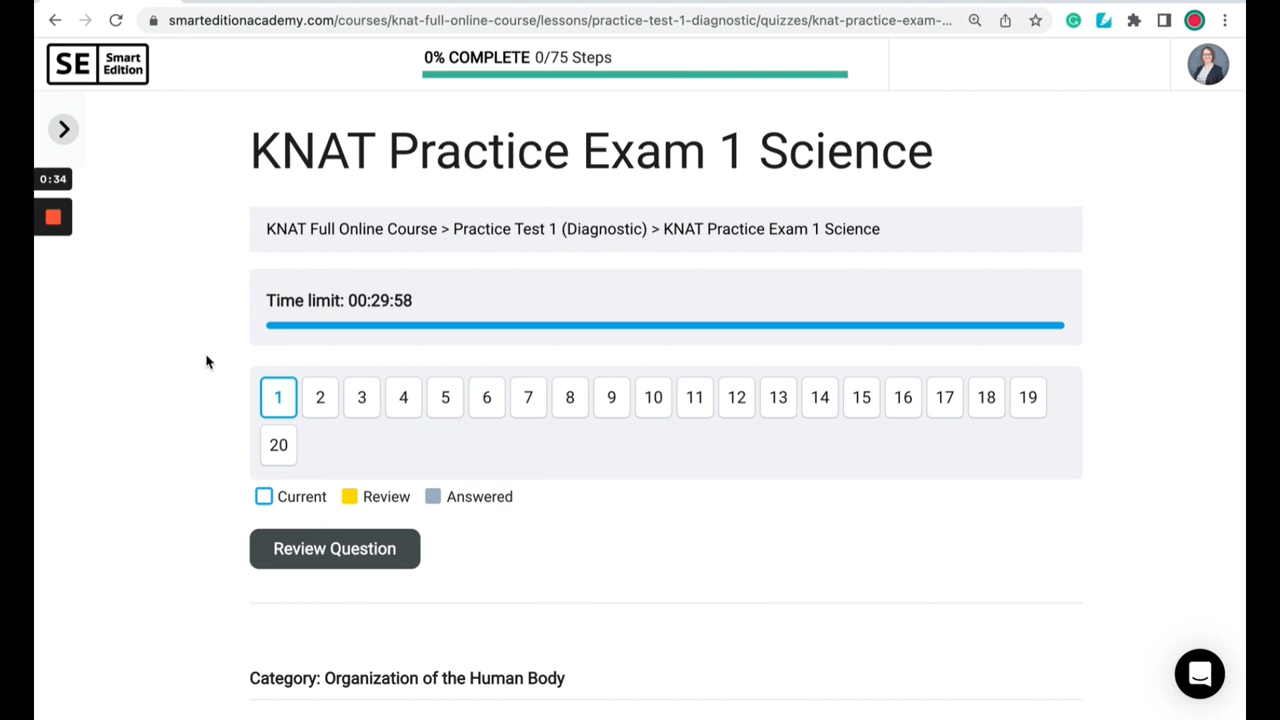 smarteditionacademy.com/courses/knat-full-online-course/lessons/practice-test-1-diagnostic/quizzes/knat-practice-exam-...
SE Smart Edition
0% COMPLETE 0/75 Steps
0:34
KNAT Practice Exam 1 Science
KNAT Full Online Course > Practice Test 1 (Diagnostic) > KNAT Practice Exam 1 Science
Time limit: 00:29:58
1 2 3 4 5 6 7 8 9 10 11 12 13 14 15 16 17 18 19
20
Current Review Answered
Review Question
Category: Organization of the Human Body